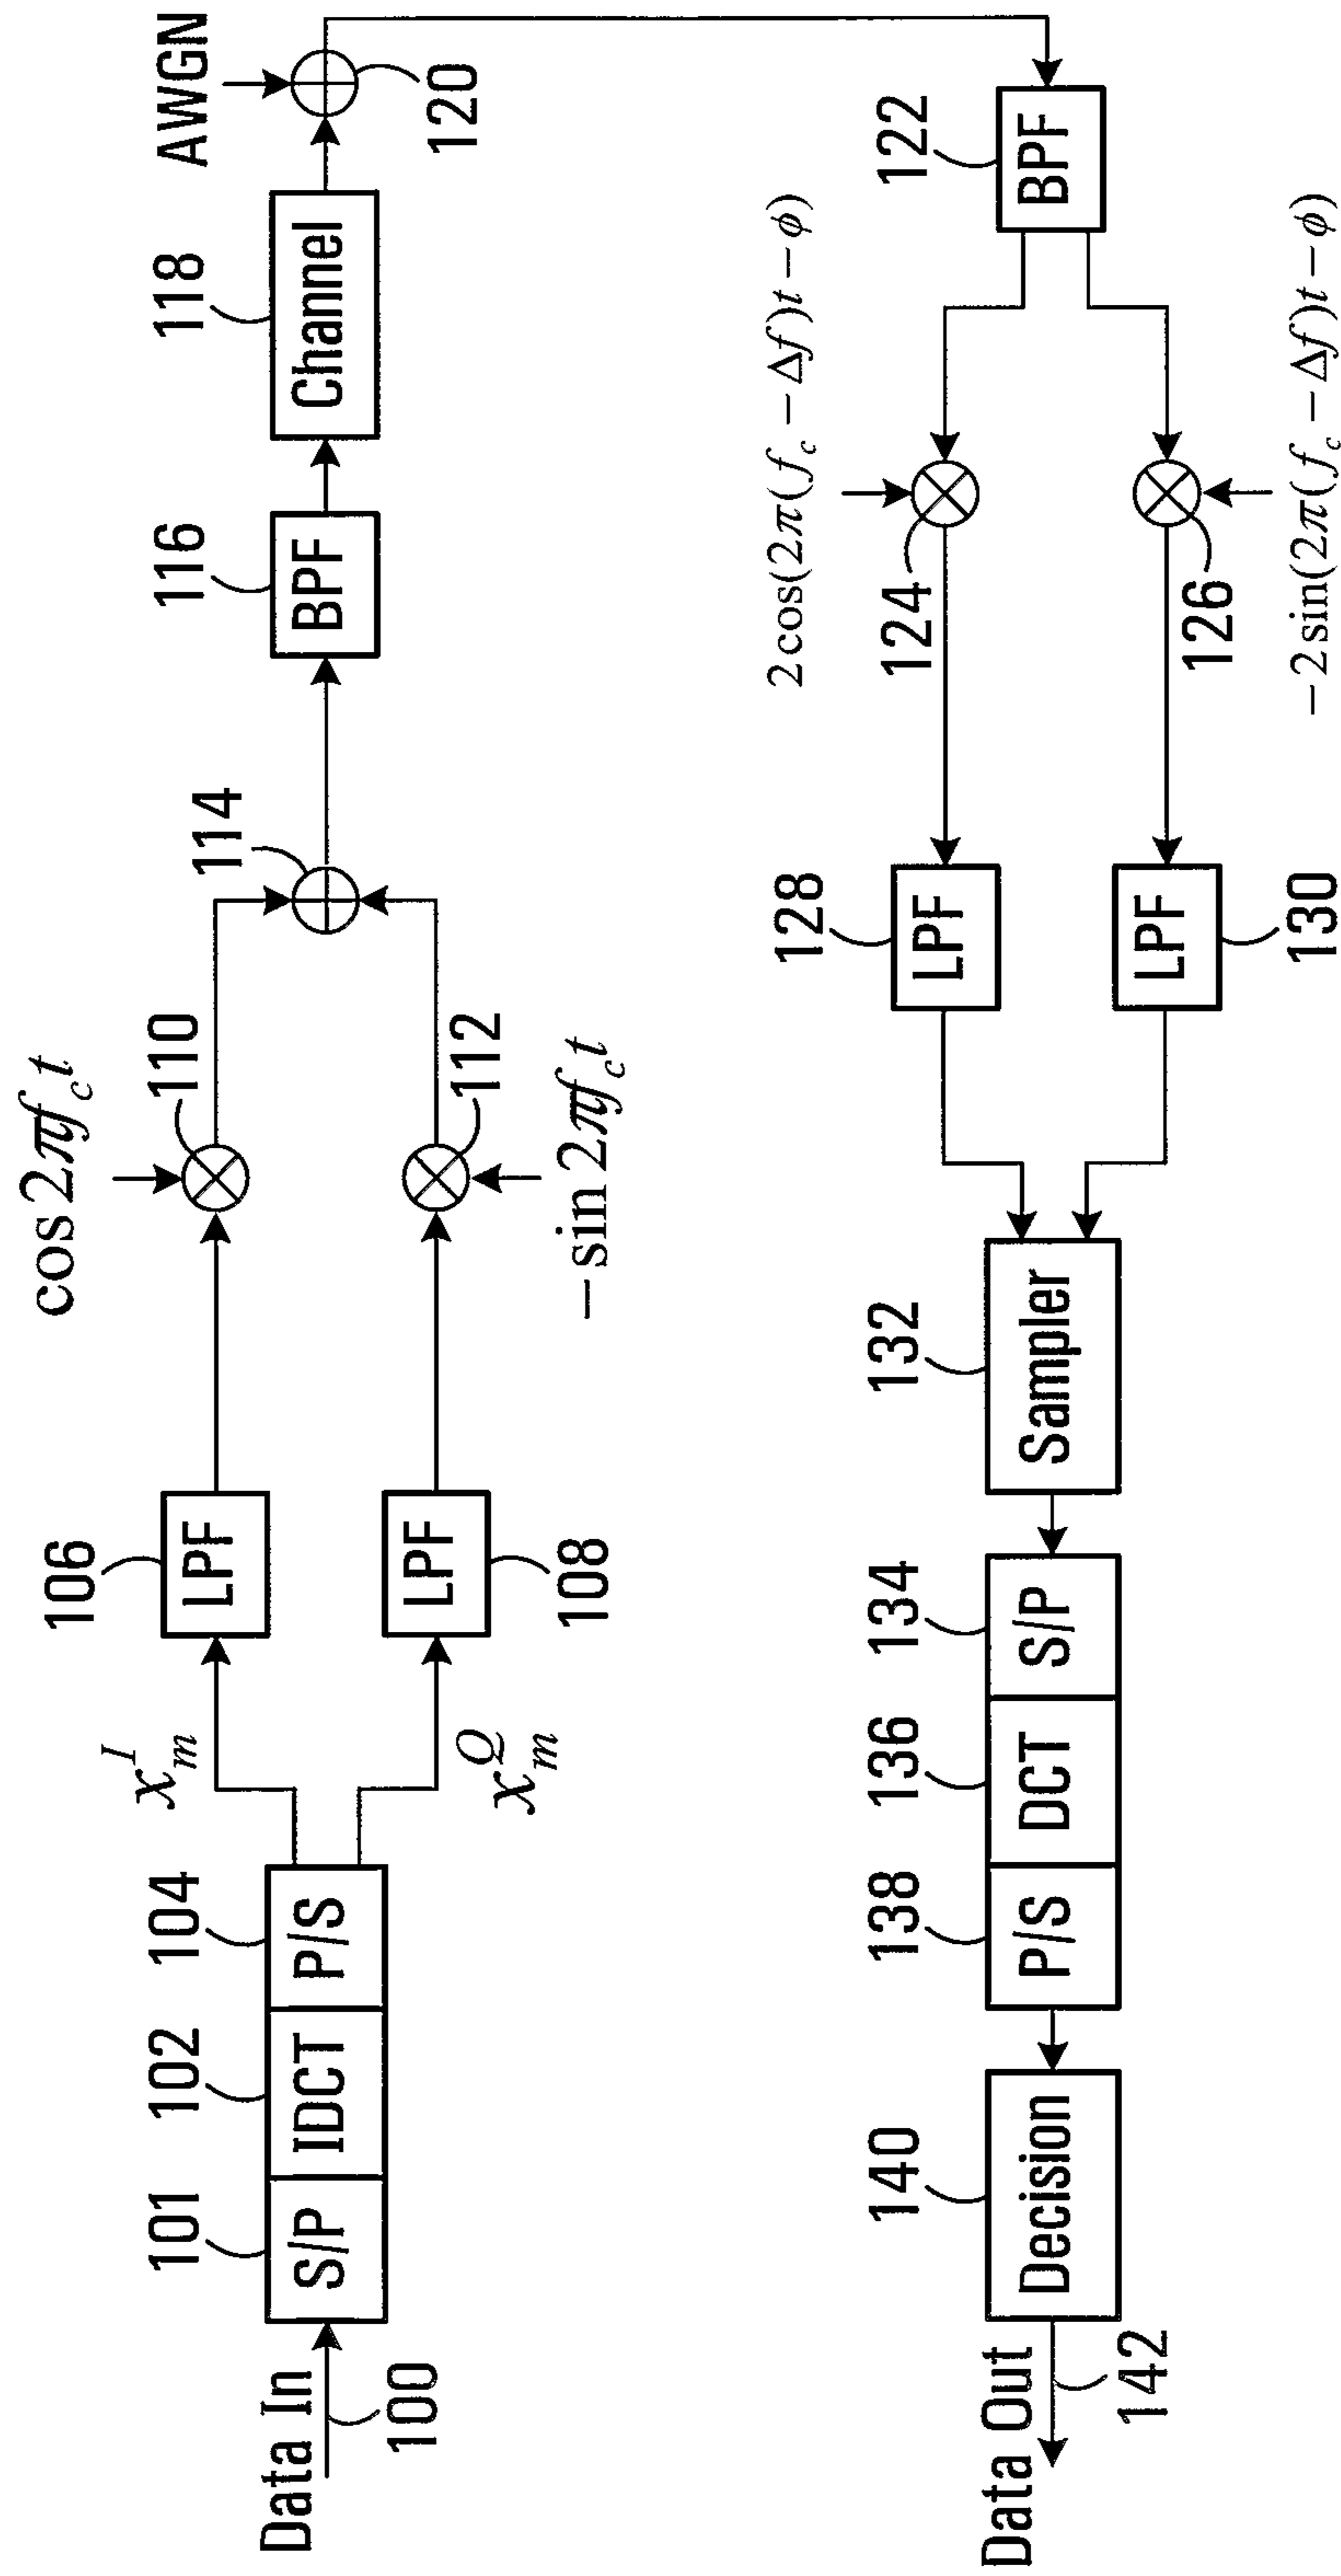 Data In
100
101
S/P
102
IDCT
104
P/S
x_m^I
x_m^Q
106
LPF
LPF
108
cos 2πf_c t
110
112
−sin 2πf_c t
114
116
BPF
118
Channel
AWGN
120
122
BPF
2cos(2π(f_c − Δf)t − ϕ)
124
126
−2sin(2π(f_c − Δf)t − ϕ)
128
LPF
LPF
130
132
Sampler
134
S/P
136
DCT
138
P/S
140
Decision
Data Out
142